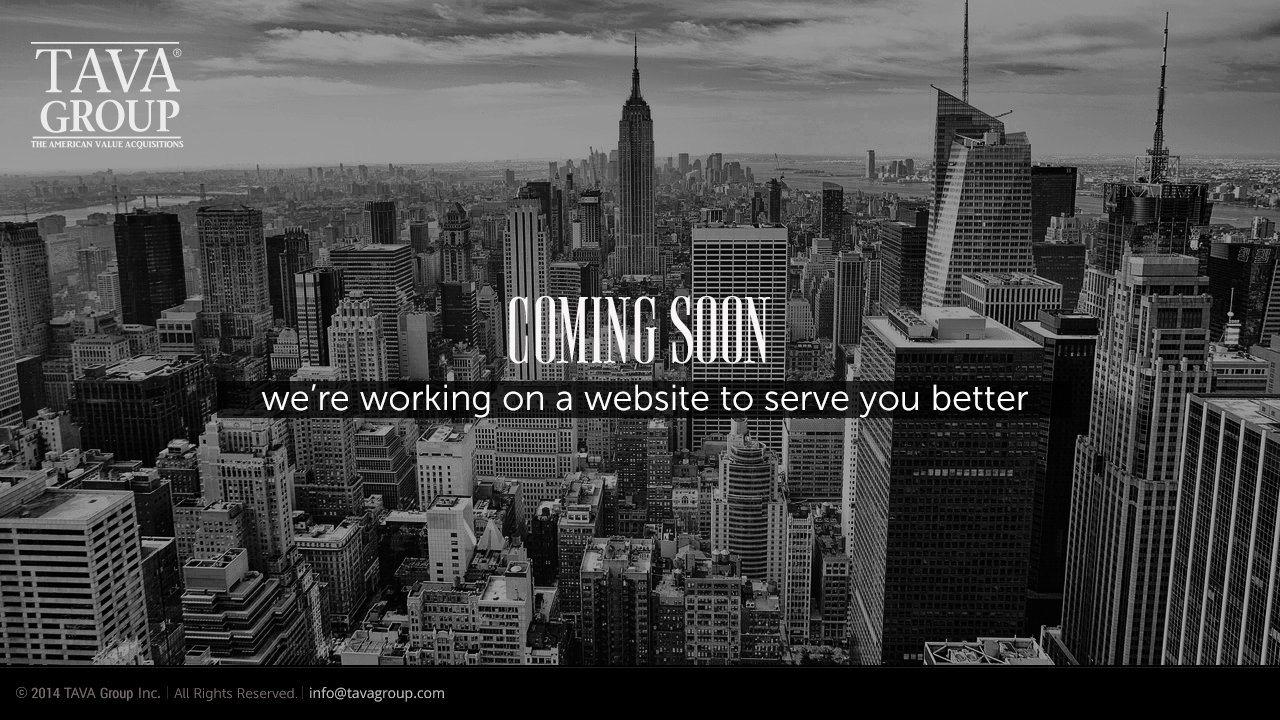 TAVA®
GROUP
THE AMERICAN VALUE ACQUISITIONS
COMING SOON
we're working on a website to serve you better
© 2014 TAVA Group Inc. | All Rights Reserved. | info@tavagroup.com